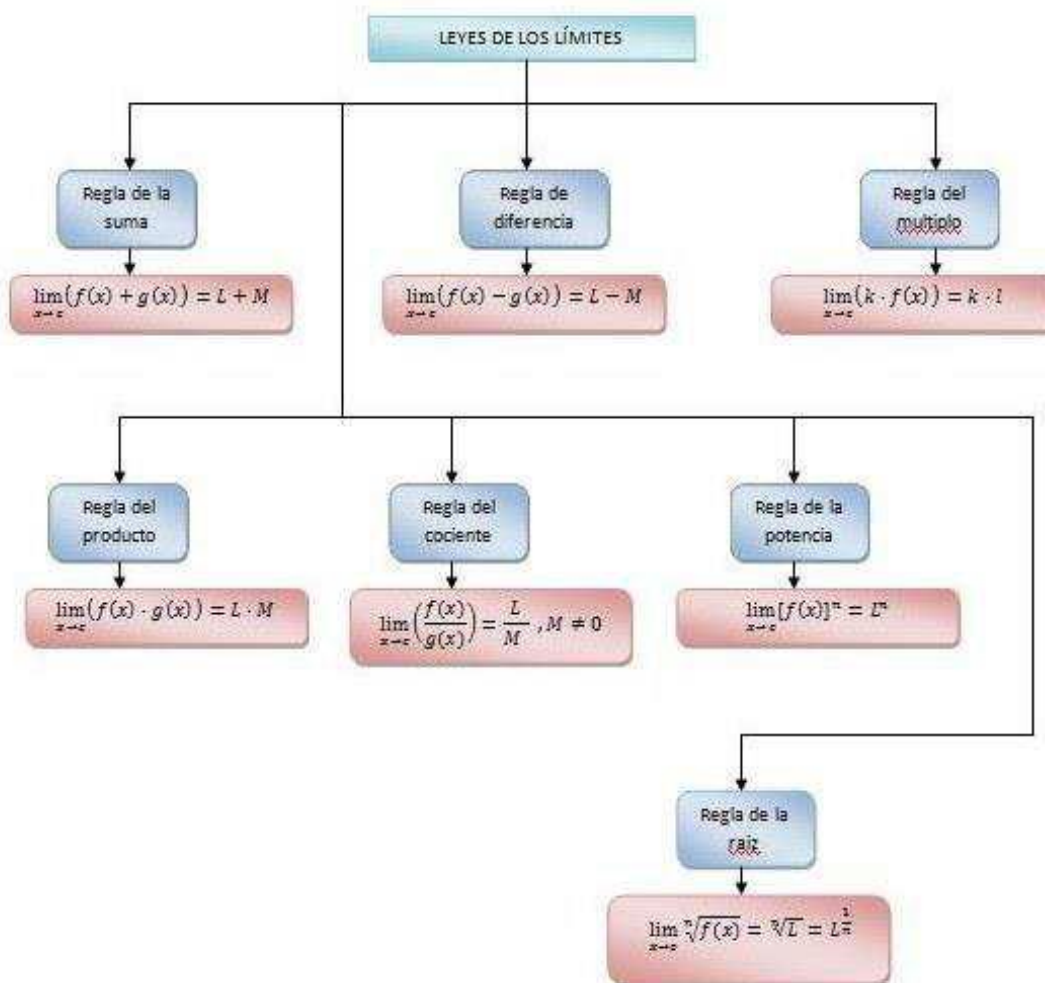 LEYES DE LOS LÍMITES
Regla de la
suma
Regla de
diferencia
Regla del
multiplo
lim x→c (f(x) + g(x)) = L + M
lim x→c (f(x) − g(x)) = L − M
lim x→c (k · f(x)) = k · l
Regla del
producto
Regla del
cociente
Regla de la
potencia
lim x→c (f(x) · g(x)) = L · M
lim x→c (f(x)/g(x)) = L/M , M ≠ 0
lim x→c [f(x)]ⁿ = Lⁿ
Regla de la
raiz
lim x→c ⁿ√f(x) = ⁿ√L = L^(1/n)